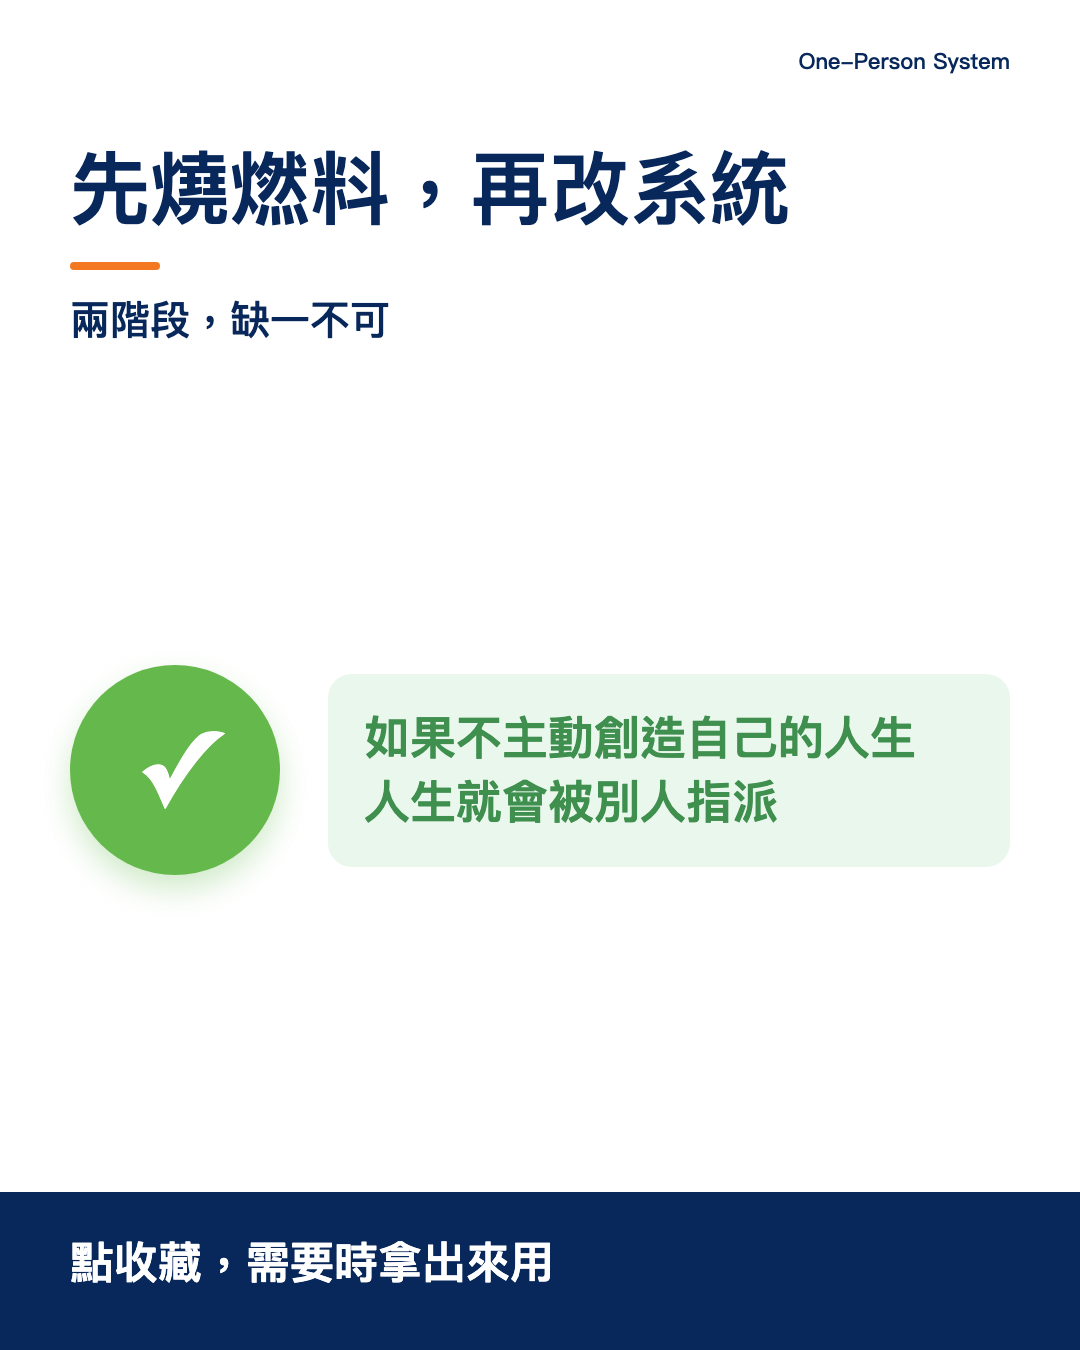 One-Person System
先燒燃料，再改系統
兩階段，缺一不可
如果不主動創造自己的人生
人生就會被別人指派
點收藏，需要時拿出來用